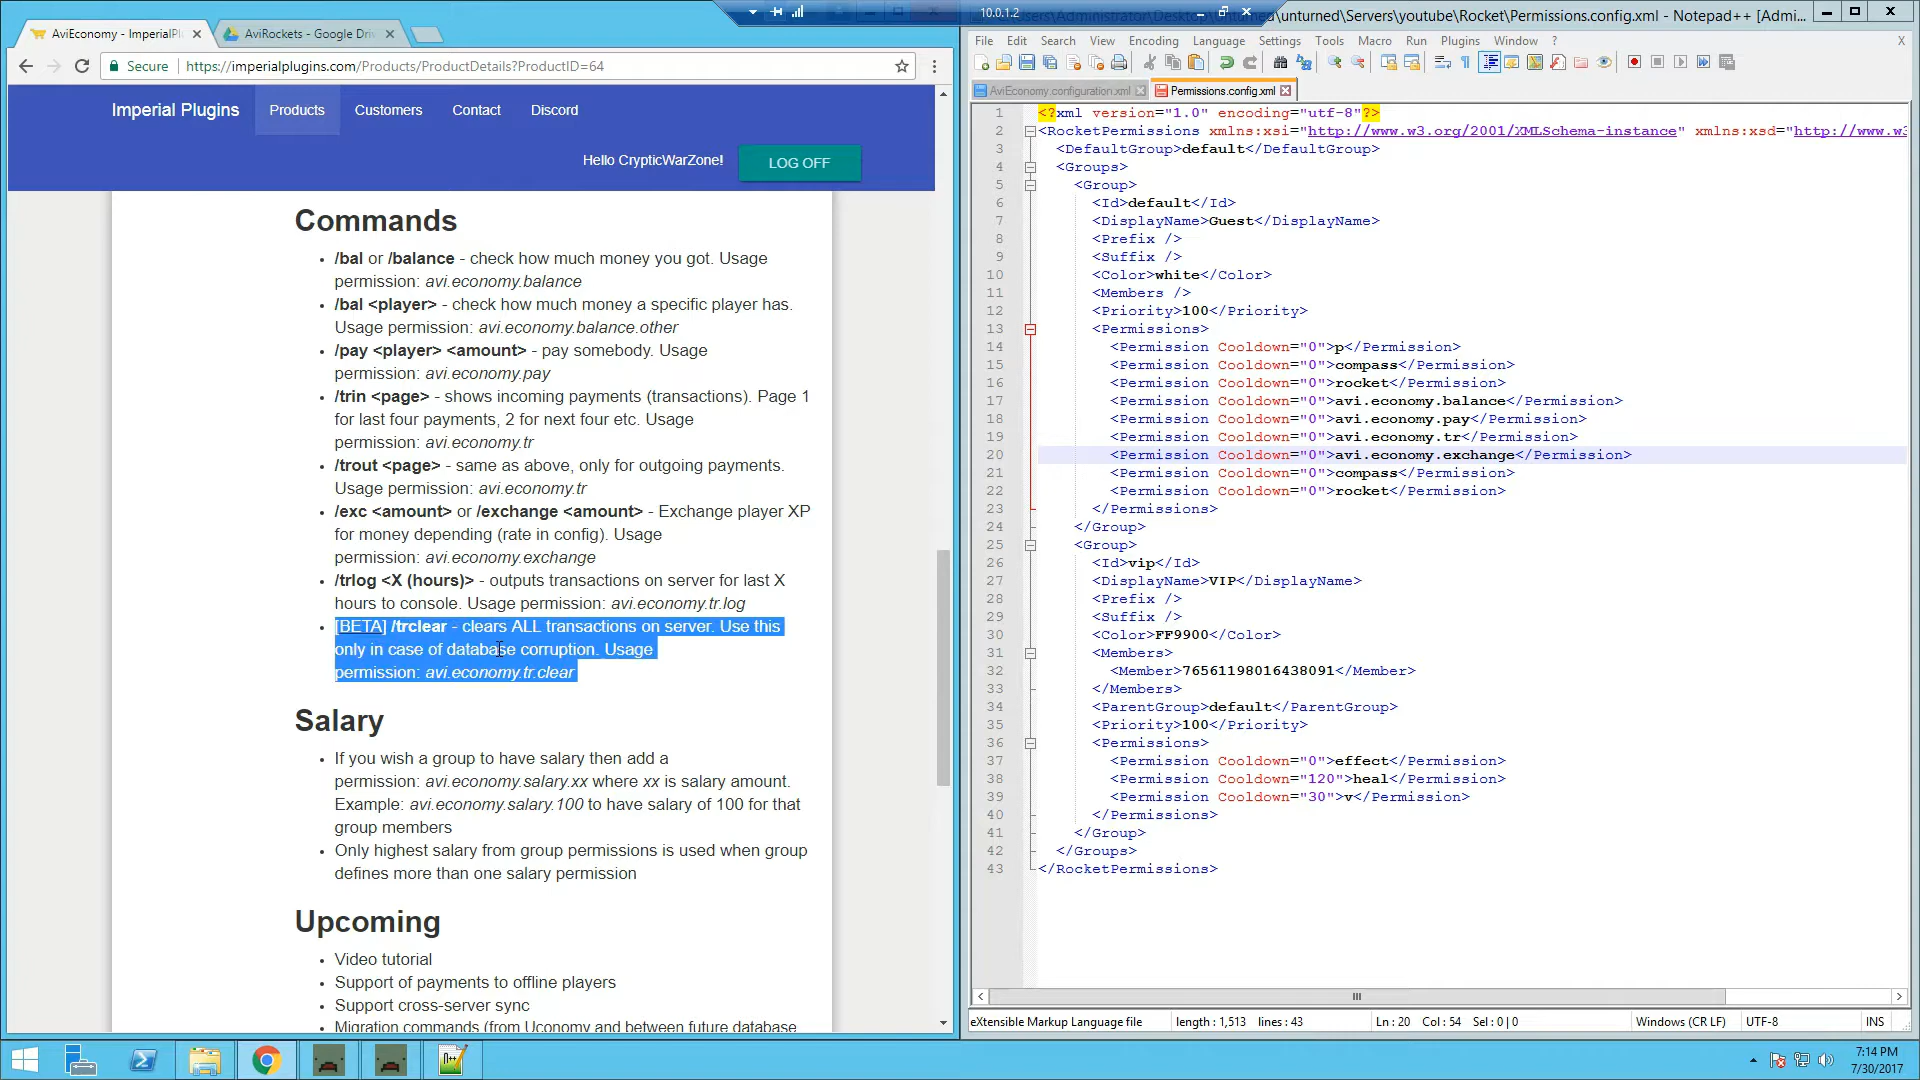 AviEconomy - ImperialPl
AviRockets - Google Driv
Secure
https://imperialplugins.com/Products/ProductDetails?ProductID=64
Imperial Plugins
Products
Customers
Contact
Discord
Hello CrypticWarZone!
LOG OFF
Commands
/bal or /balance - check how much money you got. Usage
permission: avi.economy.balance
/bal <player> - check how much money a specific player has.
Usage permission: avi.economy.balance.other
/pay <player> <amount> - pay somebody. Usage
permission: avi.economy.pay
/trin <page> - shows incoming payments (transactions). Page 1
for last four payments, 2 for next four etc. Usage
permission: avi.economy.tr
/trout <page> - same as above, only for outgoing payments.
Usage permission: avi.economy.tr
/exc <amount> or /exchange <amount> - Exchange player XP
for money depending (rate in config). Usage
permission: avi.economy.exchange
/trlog <X (hours)> - outputs transactions on server for last X
hours to console. Usage permission: avi.economy.tr.log
[BETA] /trclear - clears ALL transactions on server. Use this
only in case of database corruption. Usage
permission: avi.economy.tr.clear
Salary
If you wish a group to have salary then add a
permission: avi.economy.salary.xx where xx is salary amount.
Example: avi.economy.salary.100 to have salary of 100 for that
group members
Only highest salary from group permissions is used when group
defines more than one salary permission
Upcoming
Video tutorial
Support of payments to offline players
Support cross-server sync
Migration commands (from Uconomy and between future database
10.0.1.2
\Administrator\Desktop\Unturned\unturned\Servers\youtube\Rocket\Permissions.config.xml - Notepad++ [Admi...
File Edit Search View Encoding Language Settings Tools Macro Run Plugins Window ? X
AviEconomy.configuration.xml
Permissions.config.xml
1 <?xml version="1.0" encoding="utf-8"?>
2 <RocketPermissions xmlns:xsi="http://www.w3.org/2001/XMLSchema-instance" xmlns:xsd="http://www.w3
3 <DefaultGroup>default</DefaultGroup>
4 <Groups>
5 <Group>
6 <Id>default</Id>
7 <DisplayName>Guest</DisplayName>
8 <Prefix />
9 <Suffix />
10 <Color>white</Color>
11 <Members />
12 <Priority>100</Priority>
13 <Permissions>
14 <Permission Cooldown="0">p</Permission>
15 <Permission Cooldown="0">compass</Permission>
16 <Permission Cooldown="0">rocket</Permission>
17 <Permission Cooldown="0">avi.economy.balance</Permission>
18 <Permission Cooldown="0">avi.economy.pay</Permission>
19 <Permission Cooldown="0">avi.economy.tr</Permission>
20 <Permission Cooldown="0">avi.economy.exchange</Permission>
21 <Permission Cooldown="0">compass</Permission>
22 <Permission Cooldown="0">rocket</Permission>
23 </Permissions>
24 </Group>
25 <Group>
26 <Id>vip</Id>
27 <DisplayName>VIP</DisplayName>
28 <Prefix />
29 <Suffix />
30 <Color>FF9900</Color>
31 <Members>
32 <Member>76561198016438091</Member>
33 </Members>
34 <ParentGroup>default</ParentGroup>
35 <Priority>100</Priority>
36 <Permissions>
37 <Permission Cooldown="0">effect</Permission>
38 <Permission Cooldown="120">heal</Permission>
39 <Permission Cooldown="30">v</Permission>
40 </Permissions>
41 </Group>
42 </Groups>
43 </RocketPermissions>
eXtensible Markup Language file
length : 1,513 lines : 43
Ln : 20 Col : 54 Sel : 0 | 0
Windows (CR LF)
UTF-8
INS
7:14 PM
7/30/2017